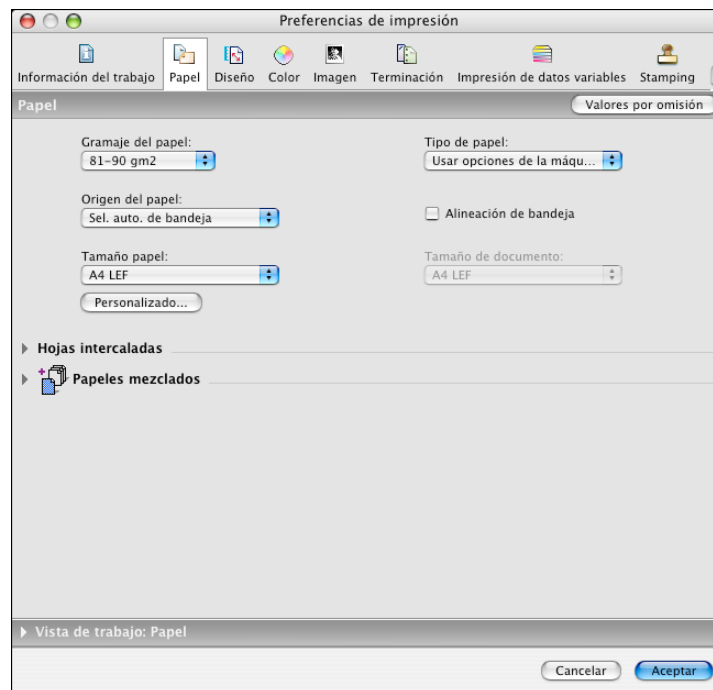 Preferencias de impresión
Información del trabajo Papel Diseño Color Imagen Terminación Impresión de datos variables Stamping
Papel Valores por omisión
Gramaje del papel: Tipo de papel:
81-90 gm2 Usar opciones de la máqu...
Origen del papel:
Sel. auto. de bandeja Alineación de bandeja
Tamaño papel: Tamaño de documento:
A4 LEF A4 LEF
Personalizado...
Hojas intercaladas
Papeles mezclados
Vista de trabajo: Papel
Cancelar Aceptar